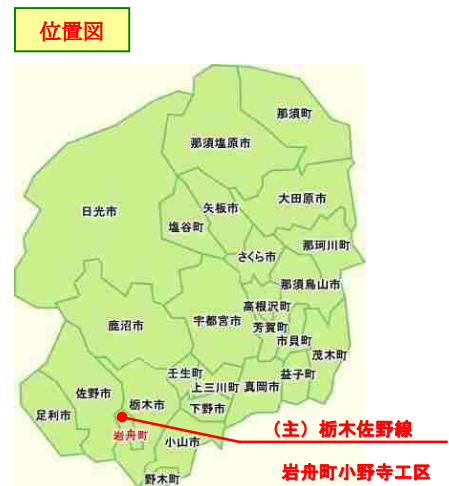 位置図
那須町
那須塩原市
大田原市
矢板市
日光市
塩谷町
那珂川町
さくら市
那須烏山市
高根沢町
宇都宮市
鹿沼市
芳賀町
市貝町
茂木町
壬生町
益子町
上三川町
真岡市
佐野市
栃木市
下野市
足利市
岩舟町
小山市
野木町
(主)栃木佐野線
岩舟町小野寺工区